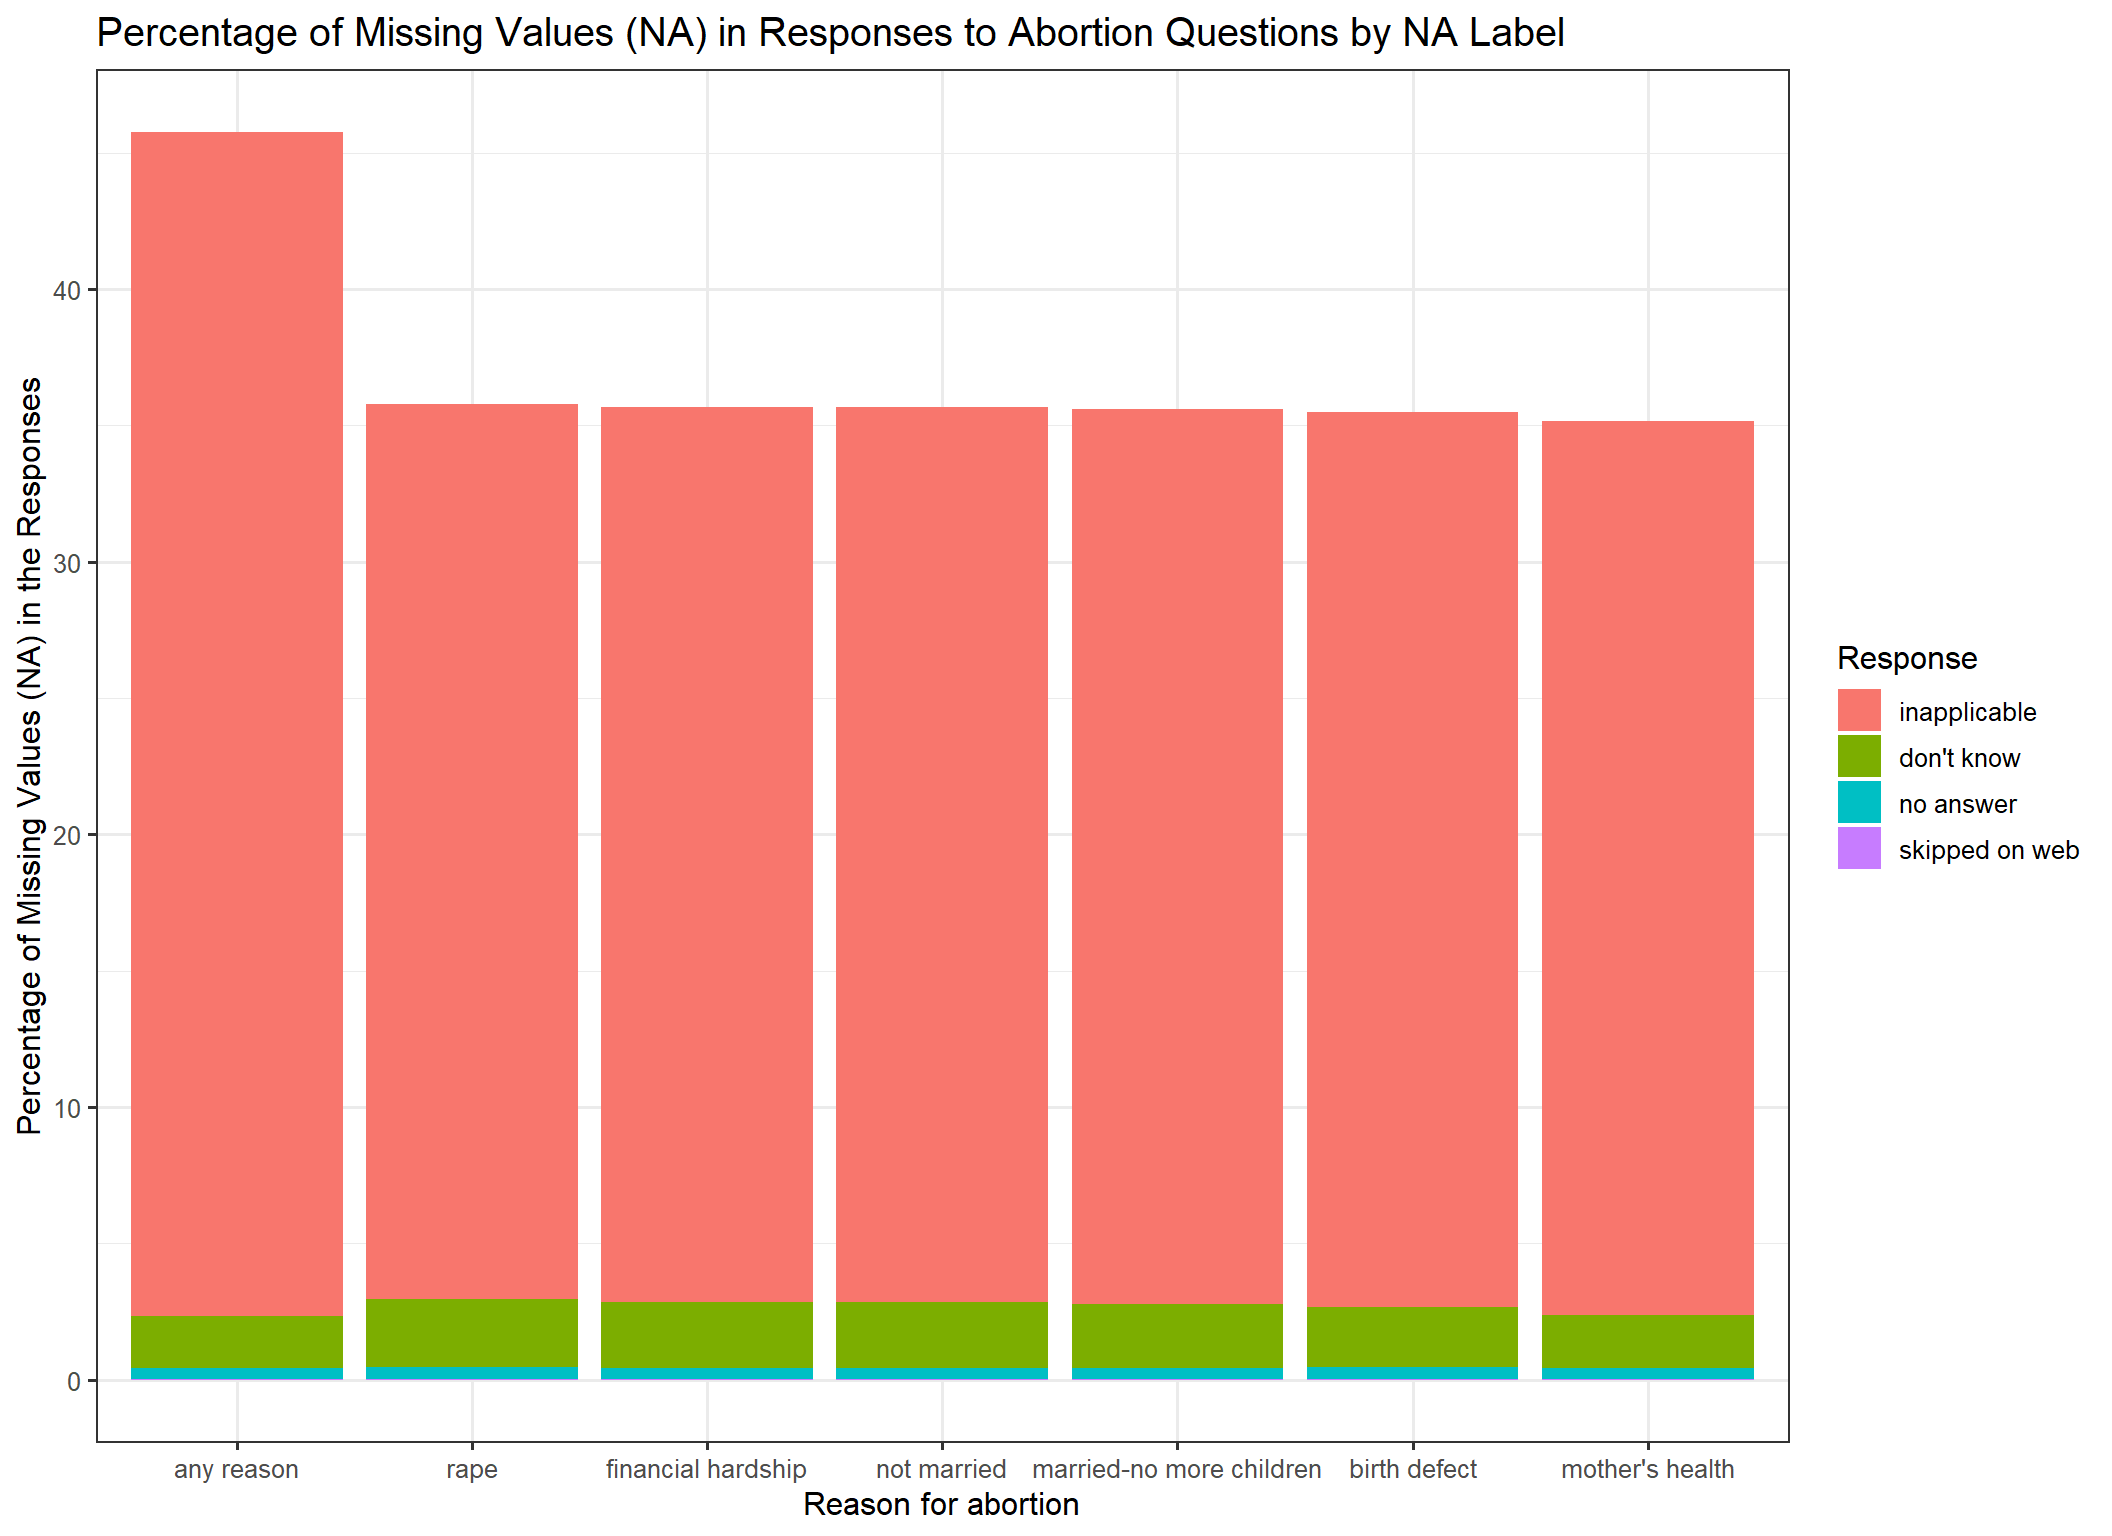 Percentage of Missing Values (NA) in Responses to Abortion Questions by NA Label
Percentage of Missing Values (NA) in the Responses
40
30
20
10
0
any reason
rape
financial hardship
not married
married-no more children
birth defect
mother's health
Reason for abortion
Response
inapplicable
don't know
no answer
skipped on web